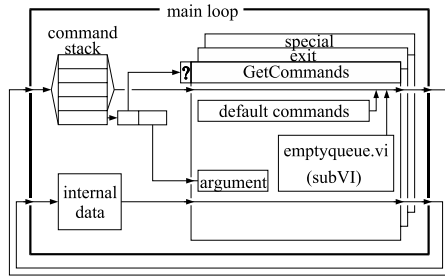 main loop
command
stack
special
exit
?
GetCommands
default commands
emptyqueue.vi
(subVI)
argument
internal
data